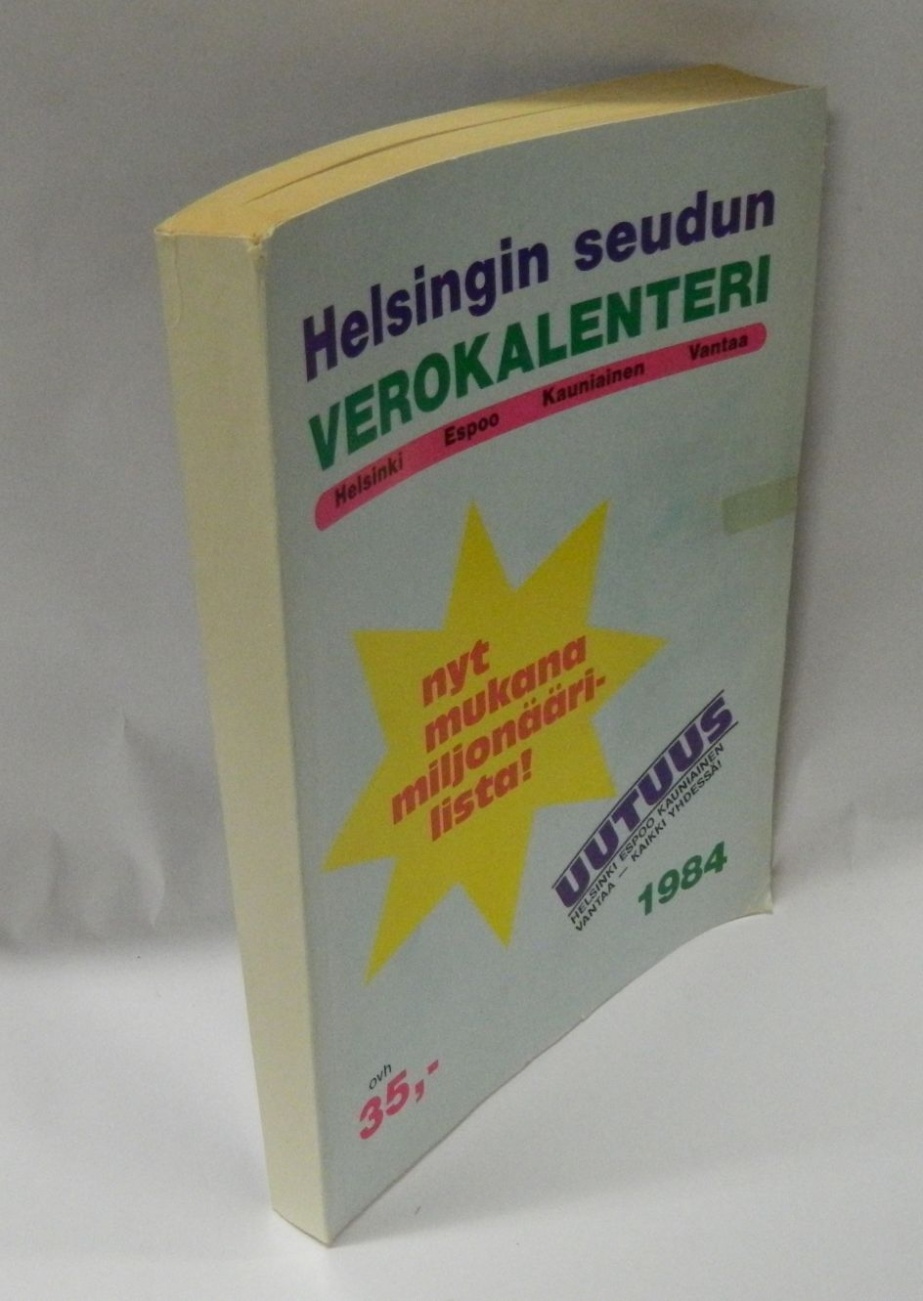 Helsingin seudun
VEROKALENTERI
Helsinki Espoo Kauniainen Vantaa
nyt
mukana
miljonääri-
lista!
UUTUUS
HELSINKI ESPOO KAUNIAINEN
VANTAA — KAIKKI YHDESSÄ!
1984
ovh
35,-